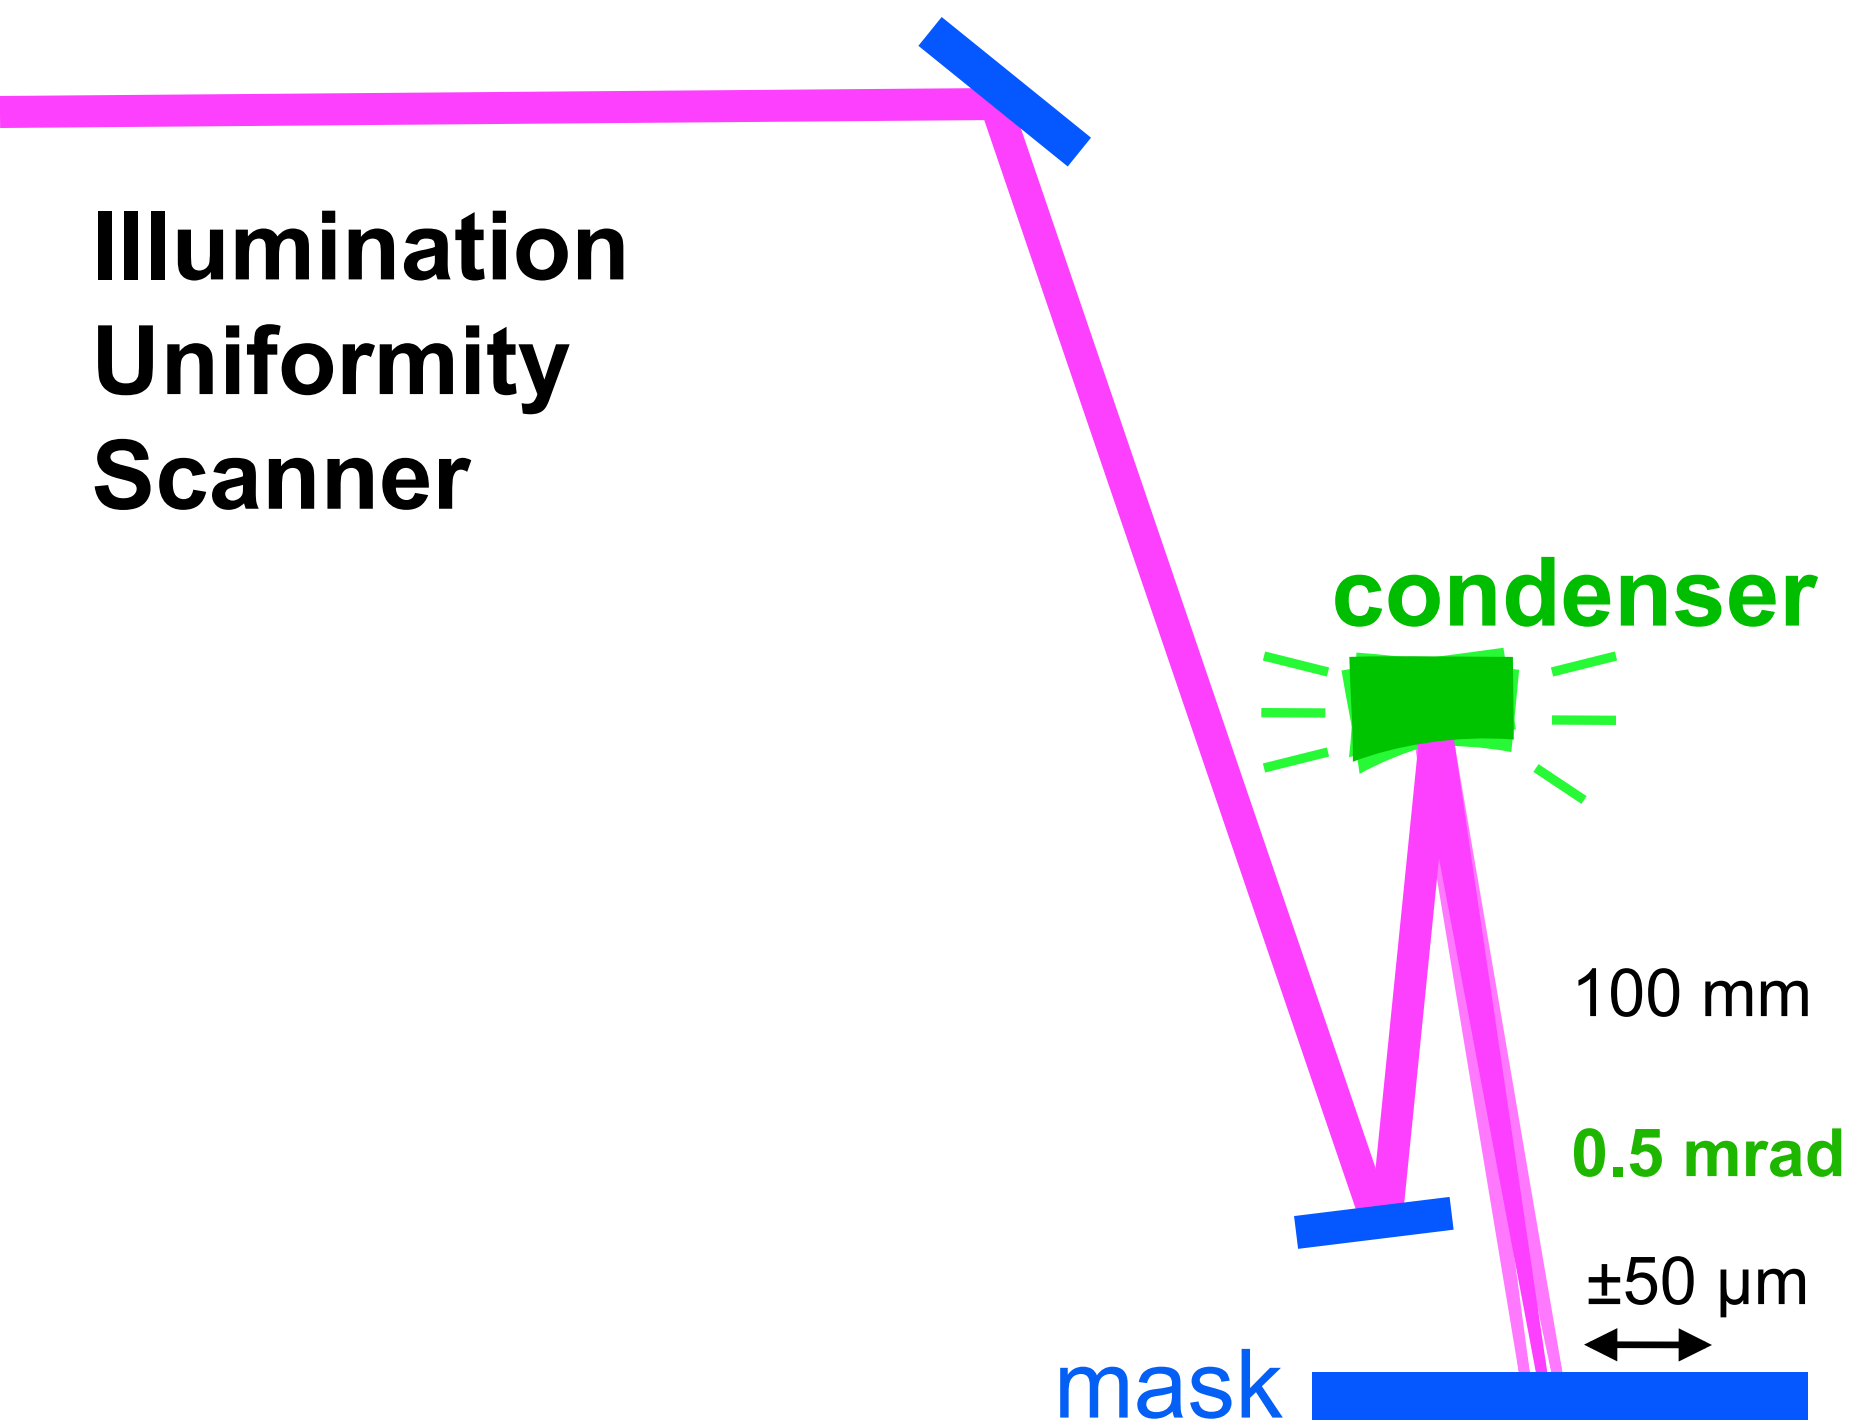 Illumination
Uniformity
Scanner
condenser
100 mm
0.5 mrad
±50 µm
mask